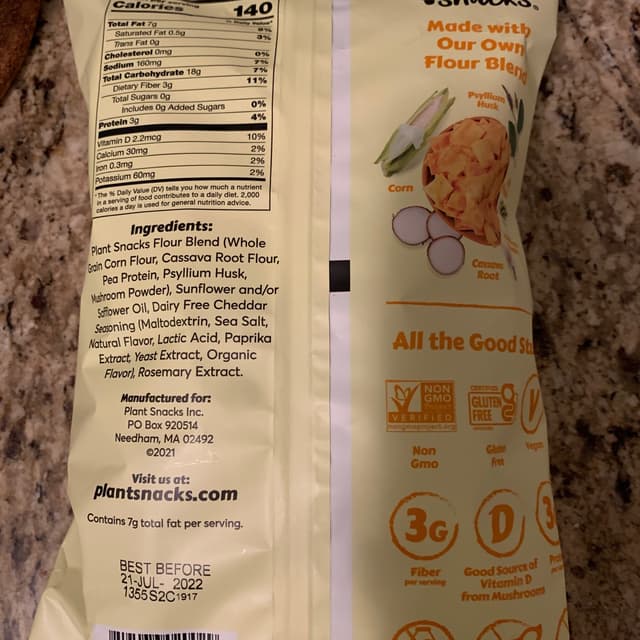 Calories 140
% Daily Value*
Total Fat 7g 9%
Saturated Fat 0.5g 3%
Trans Fat 0g
Cholesterol 0mg 0%
Sodium 160mg 7%
Total Carbohydrate 18g 7%
Dietary Fiber 3g 11%
Total Sugars 0g
Includes 0g Added Sugars 0%
Protein 3g 4%
Vitamin D 2.2mcg 10%
Calcium 30mg 2%
Iron 0.3mg 2%
Potassium 60mg 2%
*The % Daily Value (DV) tells you how much a nutrient
in a serving of food contributes to a daily diet. 2,000
calories a day is used for general nutrition advice.
Ingredients:
Plant Snacks Flour Blend (Whole
Grain Corn Flour, Cassava Root Flour,
Pea Protein, Psyllium Husk,
Mushroom Powder), Sunflower and/or
Safflower Oil, Dairy Free Cheddar
Seasoning (Maltodextrin, Sea Salt,
Natural Flavor, Lactic Acid, Paprika
Extract, Yeast Extract, Organic
Flavor), Rosemary Extract.
Manufactured for:
Plant Snacks Inc.
PO Box 920514
Needham, MA 02492
©2021
Visit us at:
plantsnacks.com
Contains 7g total fat per serving.
BEST BEFORE
21-JUL- 2022
1355S2C1917
snacks®
Made with
Our Own
Flour Blend
Psyllium
Husk
Corn
Cassava
Root
All the Good
NON
GMO
VERIFIED
nongmoproject.org
CERTIFIED
GLUTEN
FREE
Non
Gmo
Gluten
Free
3G
D
3
Fiber
per serving
Good Source of
Vitamin D
from Mushrooms